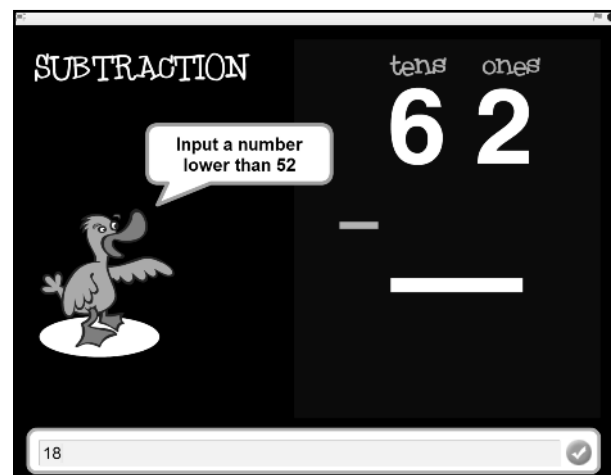 SUBTRACTION
tens ones
6 2
Input a number
lower than 52
18